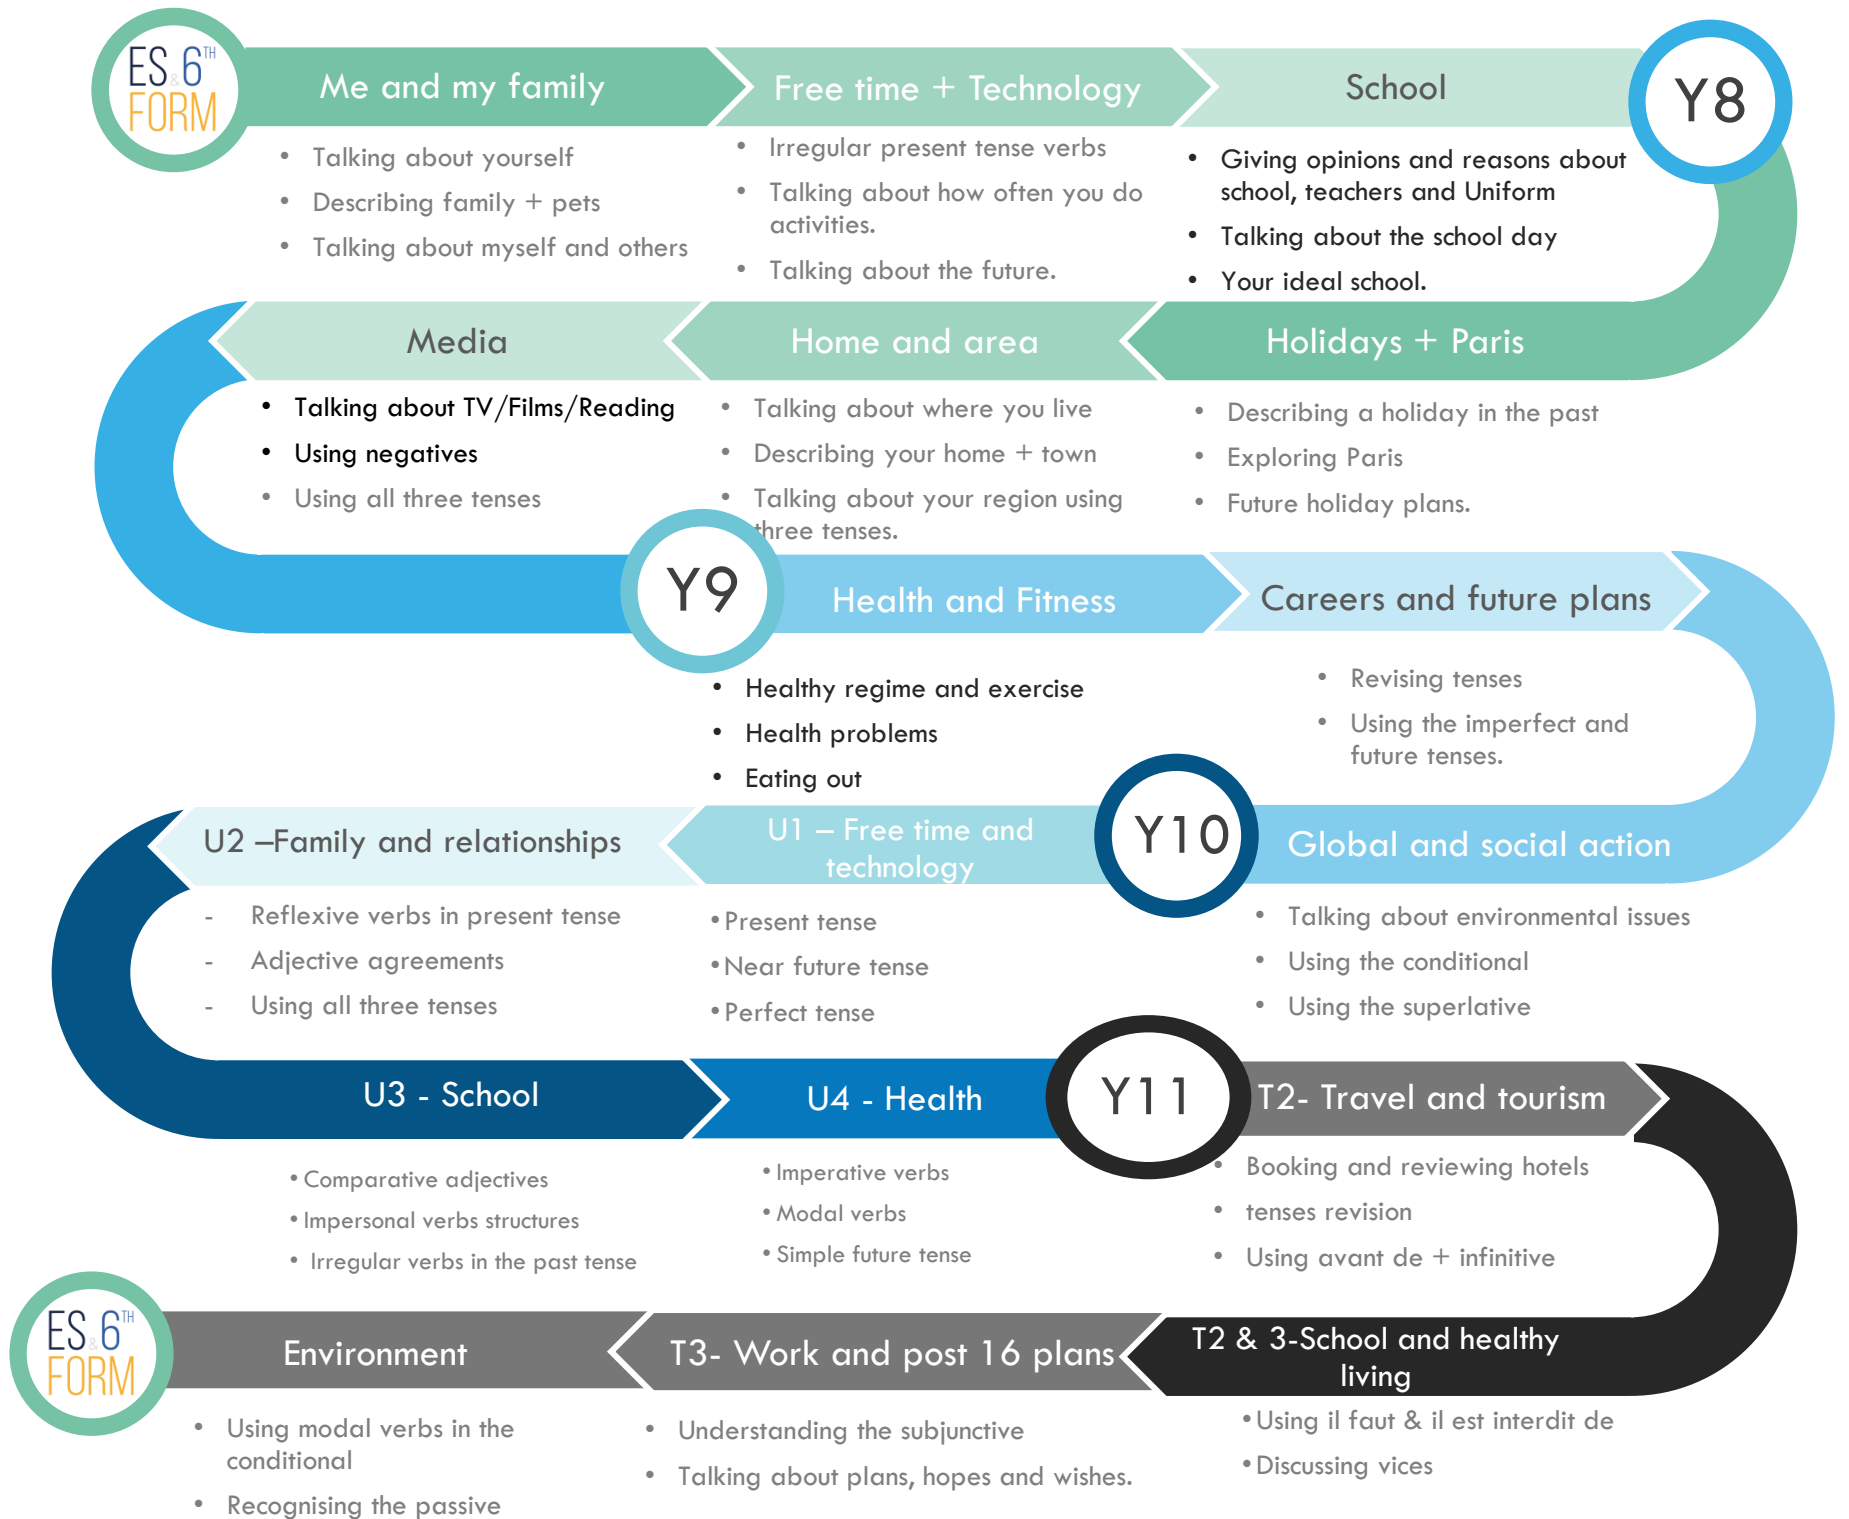 ES & 6TH
FORM
Me and my family
Free time + Technology
School
Y8
• Talking about yourself
• Describing family + pets
• Talking about myself and others
• Irregular present tense verbs
• Talking about how often you do
activities.
• Talking about the future.
• Giving opinions and reasons about
school, teachers and Uniform
• Talking about the school day
• Your ideal school.
Holidays + Paris
Home and area
Media
• Describing a holiday in the past
• Exploring Paris
• Future holiday plans.
• Talking about where you live
• Describing your home + town
• Talking about your region using
three tenses.
• Talking about TV/Films/Reading
• Using negatives
• Using all three tenses
Y9
Health and Fitness
Careers and future plans
• Healthy regime and exercise
• Health problems
• Eating out
• Revising tenses
• Using the imperfect and
future tenses.
Global and social action
Y10
U1 – Free time and
technology
U2 –Family and relationships
• Talking about environmental issues
• Using the conditional
• Using the superlative
• Present tense
• Near future tense
• Perfect tense
- Reflexive verbs in present tense
- Adjective agreements
- Using all three tenses
U3 - School
U4 - Health
Y11
T2- Travel and tourism
• Comparative adjectives
• Impersonal verbs structures
• Irregular verbs in the past tense
• Imperative verbs
• Modal verbs
• Simple future tense
• Booking and reviewing hotels
• tenses revision
• Using avant de + infinitive
T2 & 3-School and healthy
living
T3- Work and post 16 plans
Environment
ES & 6TH
FORM
• Using il faut & il est interdit de
• Discussing vices
• Understanding the subjunctive
• Talking about plans, hopes and wishes.
• Using modal verbs in the
conditional
• Recognising the passive